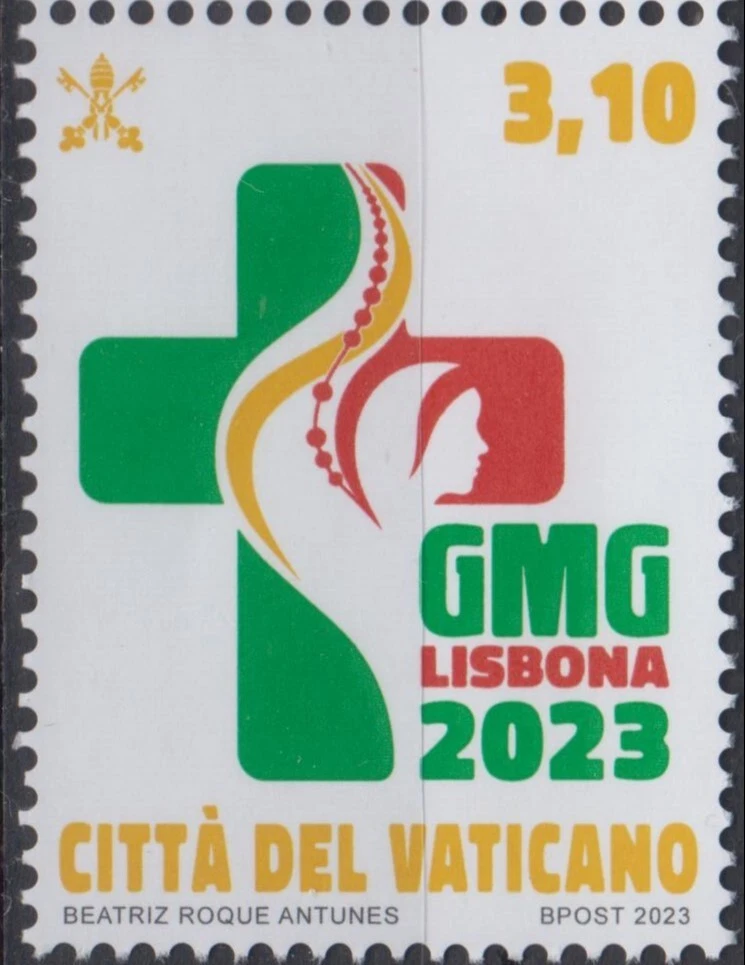 3,10
GMG
LISBONA
2023
CITTÀ DEL VATICANO
BEATRIZ ROQUE ANTUNES BPOST 2023